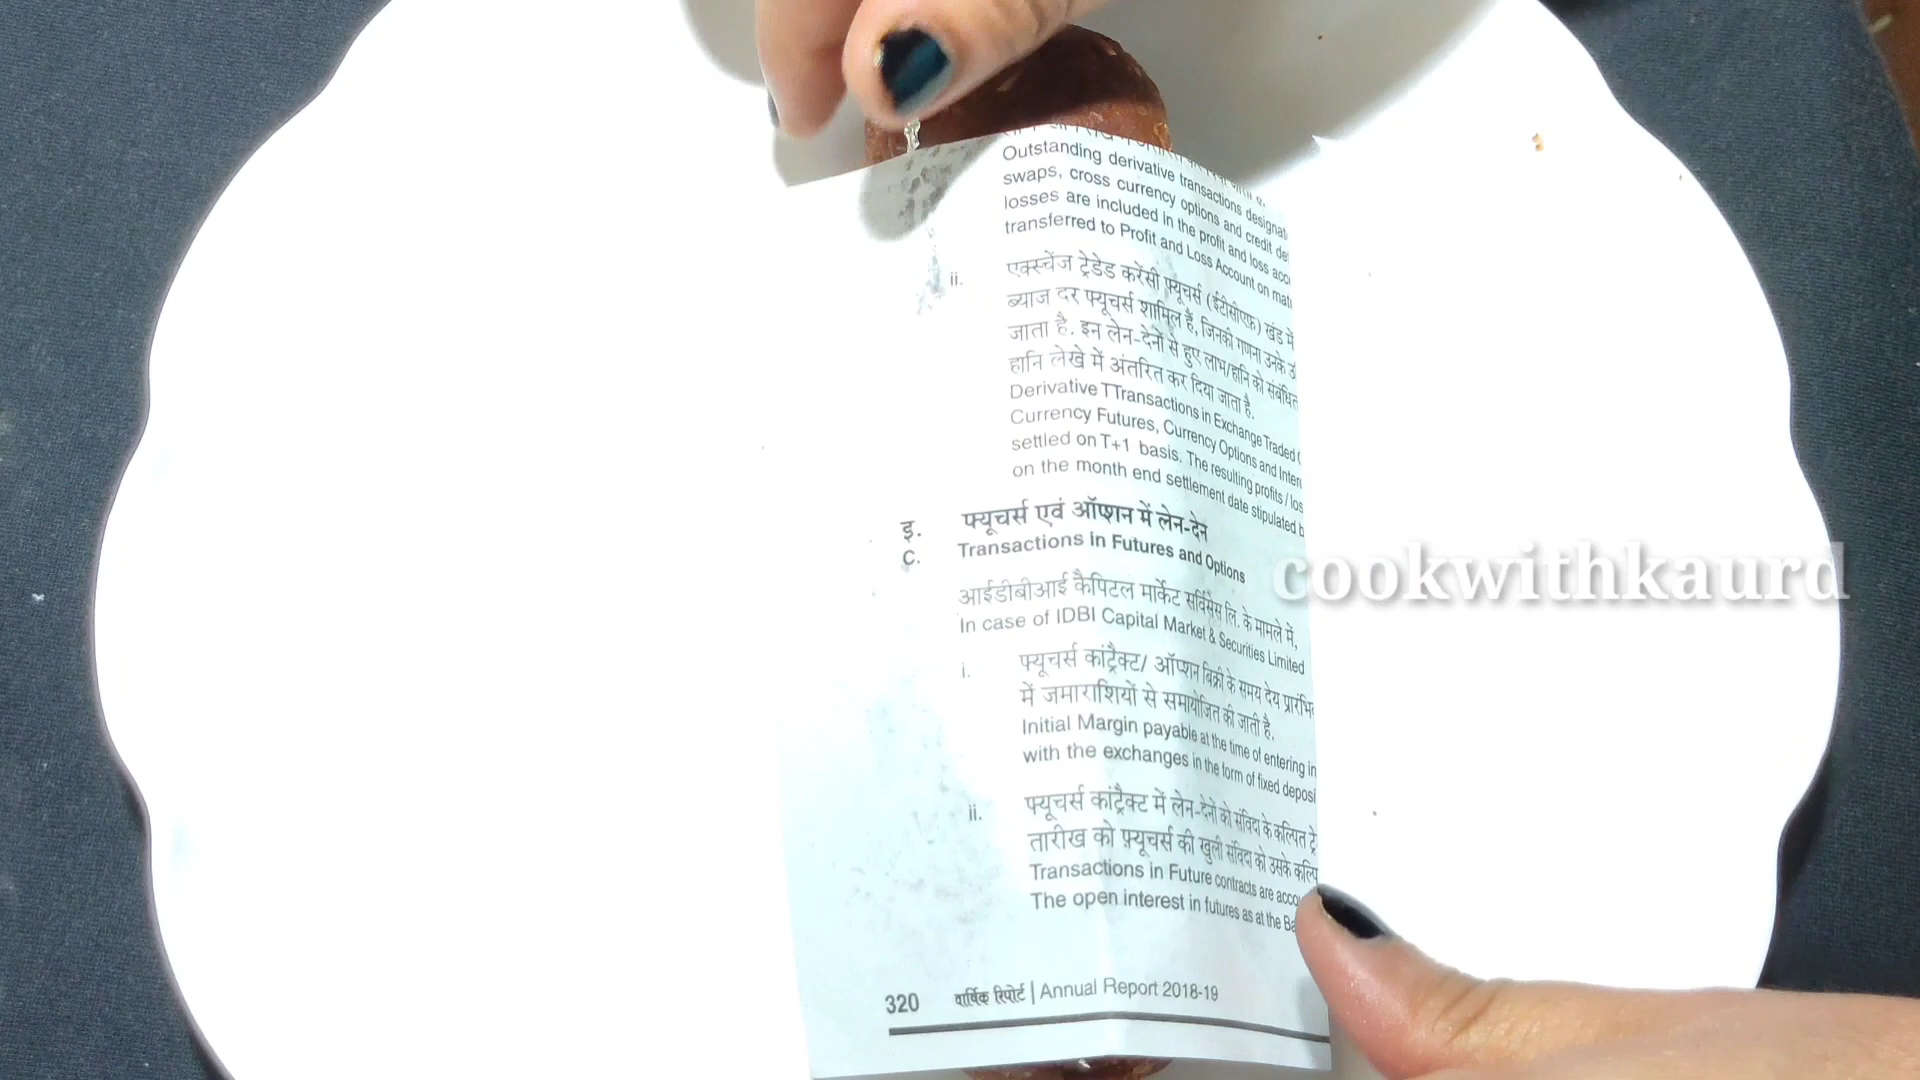 Outstanding derivative transactions designat
swaps, cross currency options and credit de
losses are included in the profit and loss acc
transferred to Profit and Loss Account on mat
ii. एक्स्चेंज ट्रेडेड करेंसी फ्यूचर्स (ईटीसीएफ़) खंड में
ब्याज दर फ्यूचर्स शामिल हैं, जिनकी गणना उनके
जाता है. इन लेन-देनों से हुए लाभ/हानि को संबंधित
हानि लेखे में अंतरित कर दिया जाता है.
Derivative TTransactions in Exchange Traded
Currency Futures, Currency Options and Inter
settled on T+1 basis. The resulting profits / los
on the month end settlement date stipulated b
इ. फ्यूचर्स एवं ऑप्शन में लेन-देन
C. Transactions in Futures and Options
आईडीबीआई कैपिटल मार्केट सर्विसेस लि. के मामले में,
In case of IDBI Capital Market & Securities Limited
i. फ्यूचर्स कांट्रैक्ट/ ऑप्शन बिक्री के समय देय प्रारंभि
में जमाराशियों से समायोजित की जाती है.
Initial Margin payable at the time of entering in
with the exchanges in the form of fixed deposi
ii. फ्यूचर्स कांट्रैक्ट में लेन-देनों को संविदा के कल्पित ट्रे
तारीख को फ़्यूचर्स की खुली संविदा को उसके कल्पि
Transactions in Future contracts are acco
The open interest in futures as at the Ba
320 वार्षिक रिपोर्ट | Annual Report 2018-19
cookwithkaurd